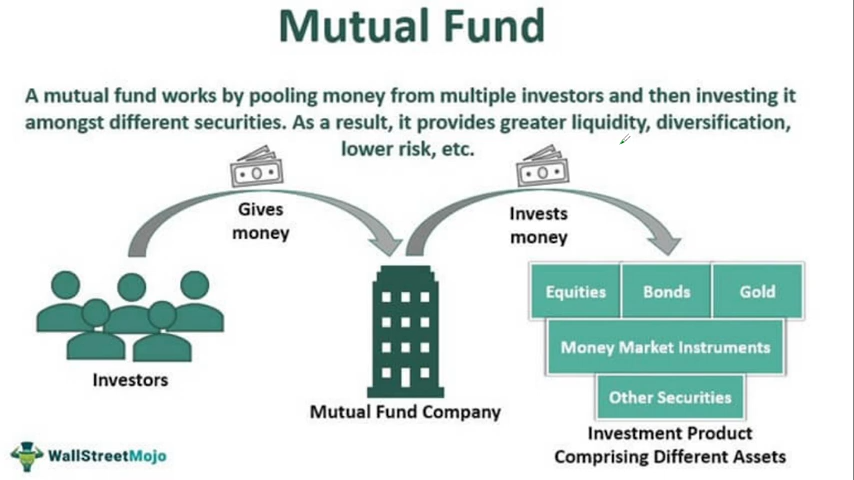 Mutual Fund
A mutual fund works by pooling money from multiple investors and then investing it
amongst different securities. As a result, it provides greater liquidity, diversification,
lower risk, etc.
Gives
money
Invests
money
Equities
Bonds
Gold
Money Market Instruments
Other Securities
Investors
Mutual Fund Company
Investment Product
Comprising Different Assets
WallStreetMojo